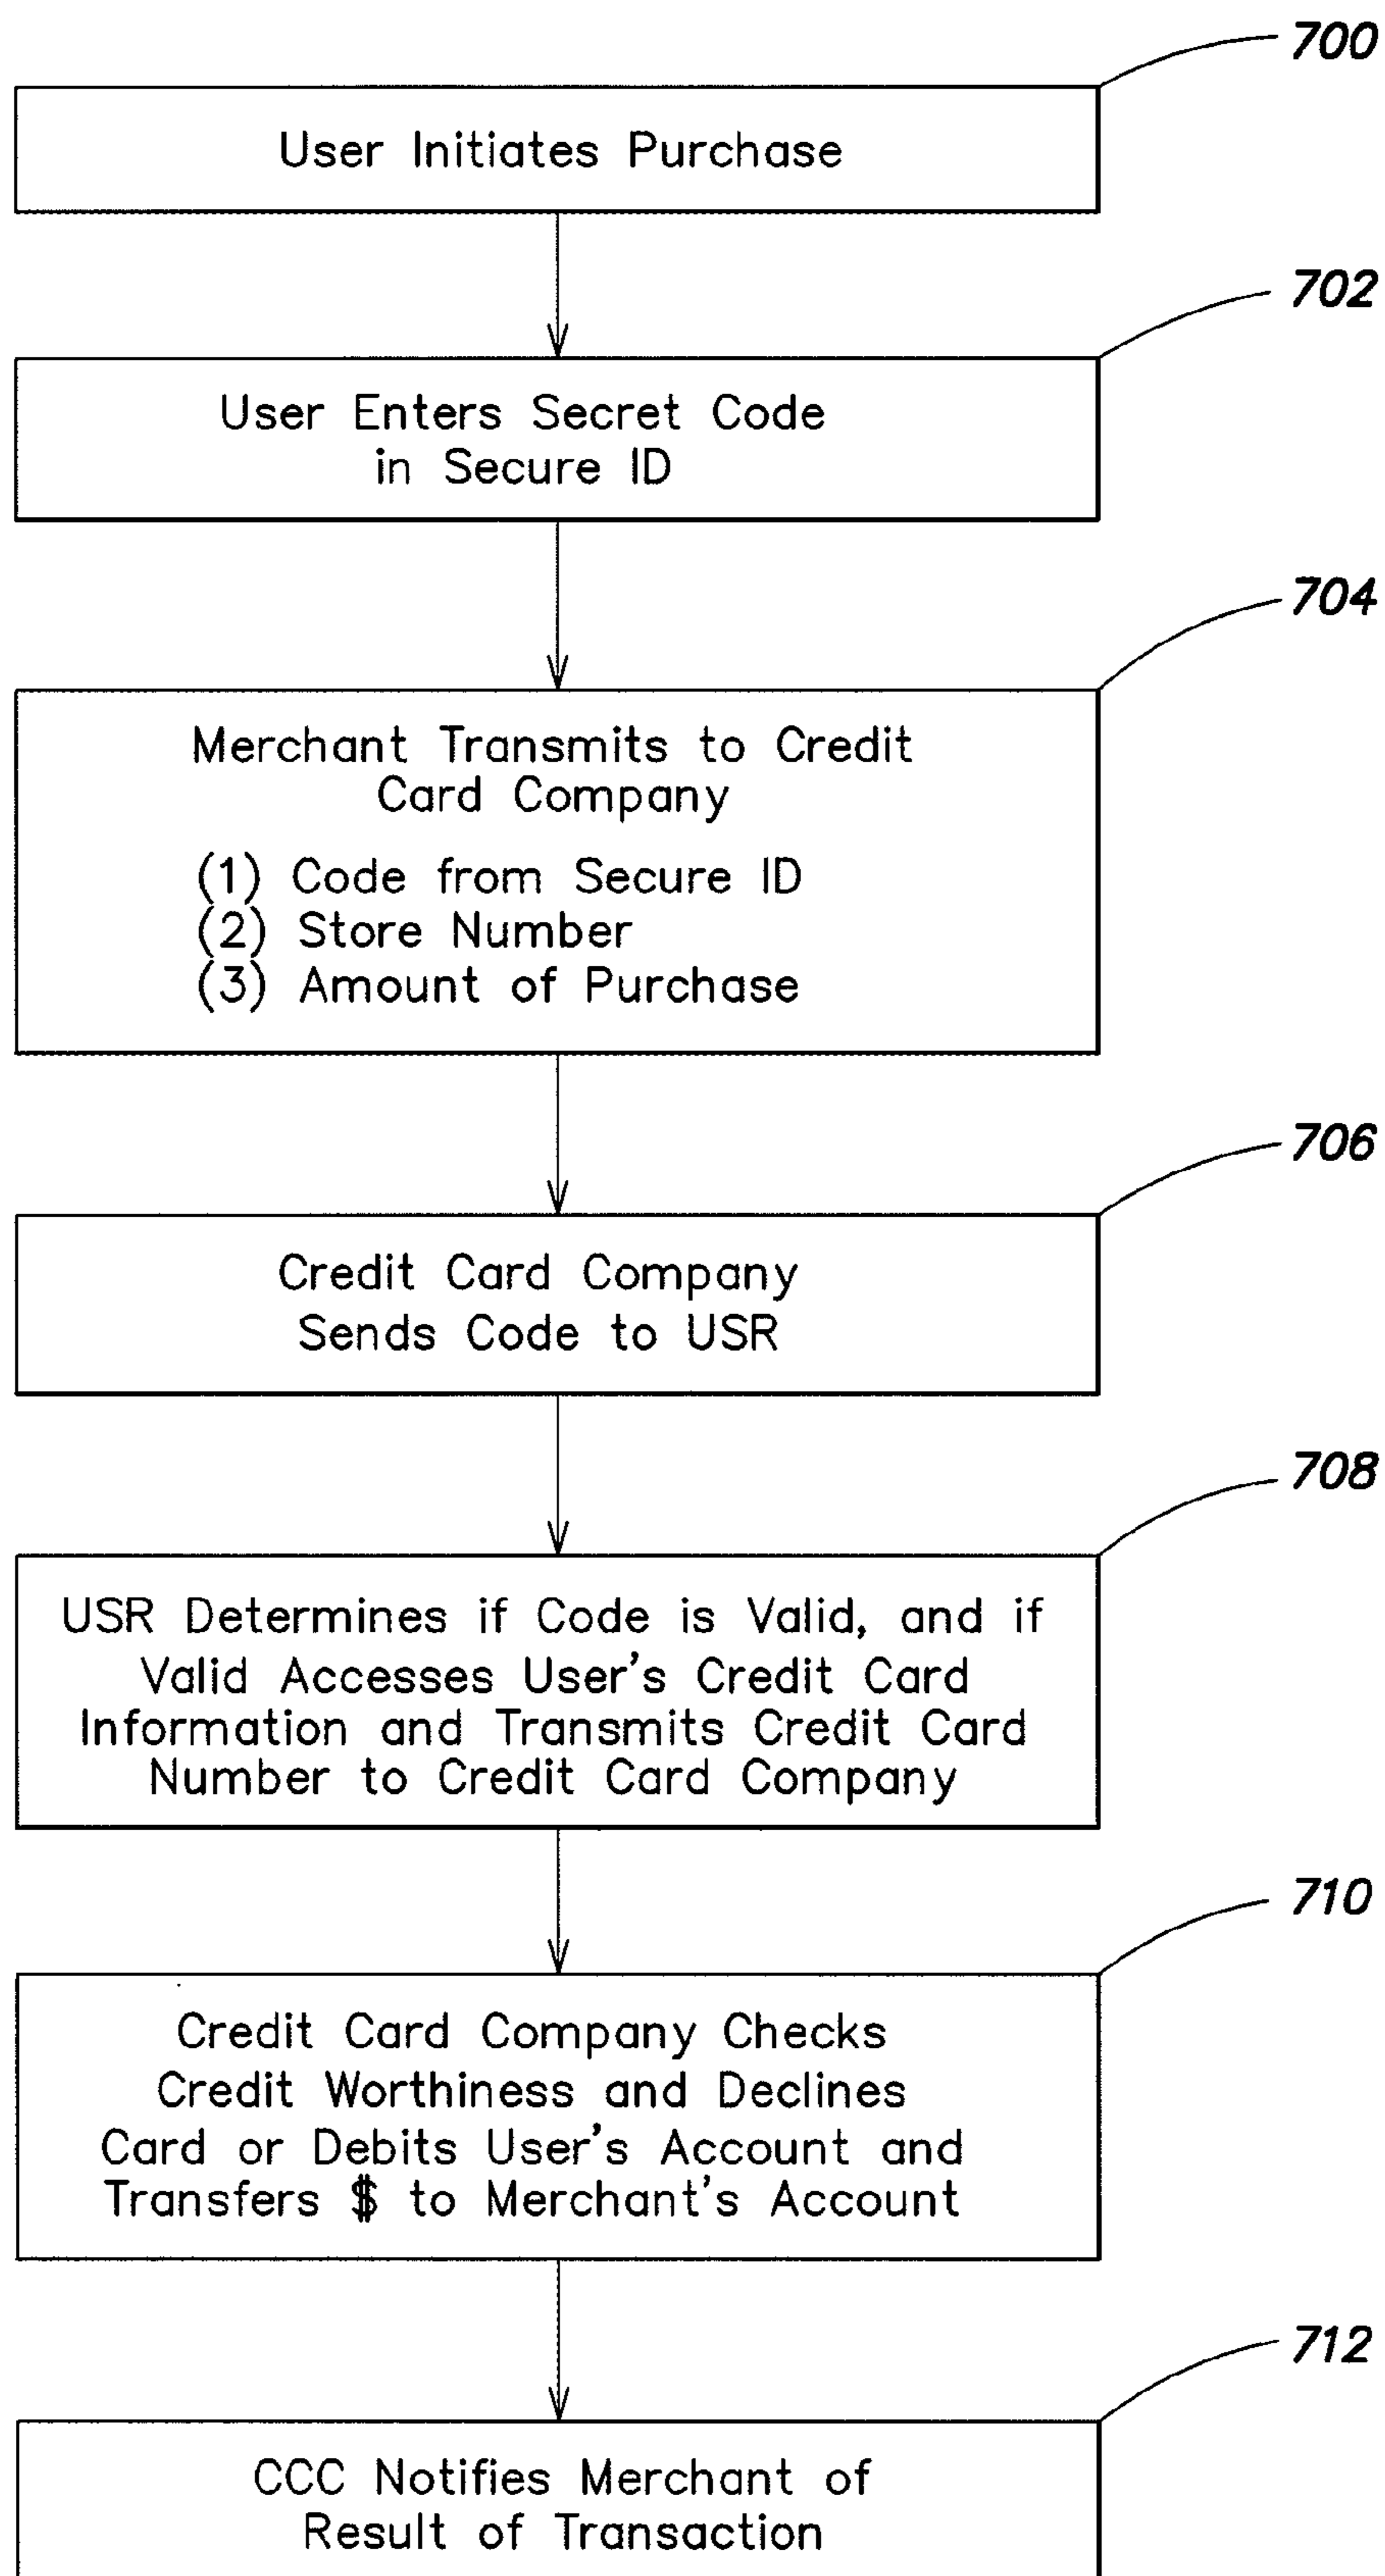 700
User Initiates Purchase
702
User Enters Secret Code
in Secure ID
704
Merchant Transmits to Credit
Card Company
(1) Code from Secure ID
(2) Store Number
(3) Amount of Purchase
706
Credit Card Company
Sends Code to USR
708
USR Determines if Code is Valid, and if
Valid Accesses User's Credit Card
Information and Transmits Credit Card
Number to Credit Card Company
710
Credit Card Company Checks
Credit Worthiness and Declines
Card or Debits User's Account and
Transfers $ to Merchant's Account
712
CCC Notifies Merchant of
Result of Transaction